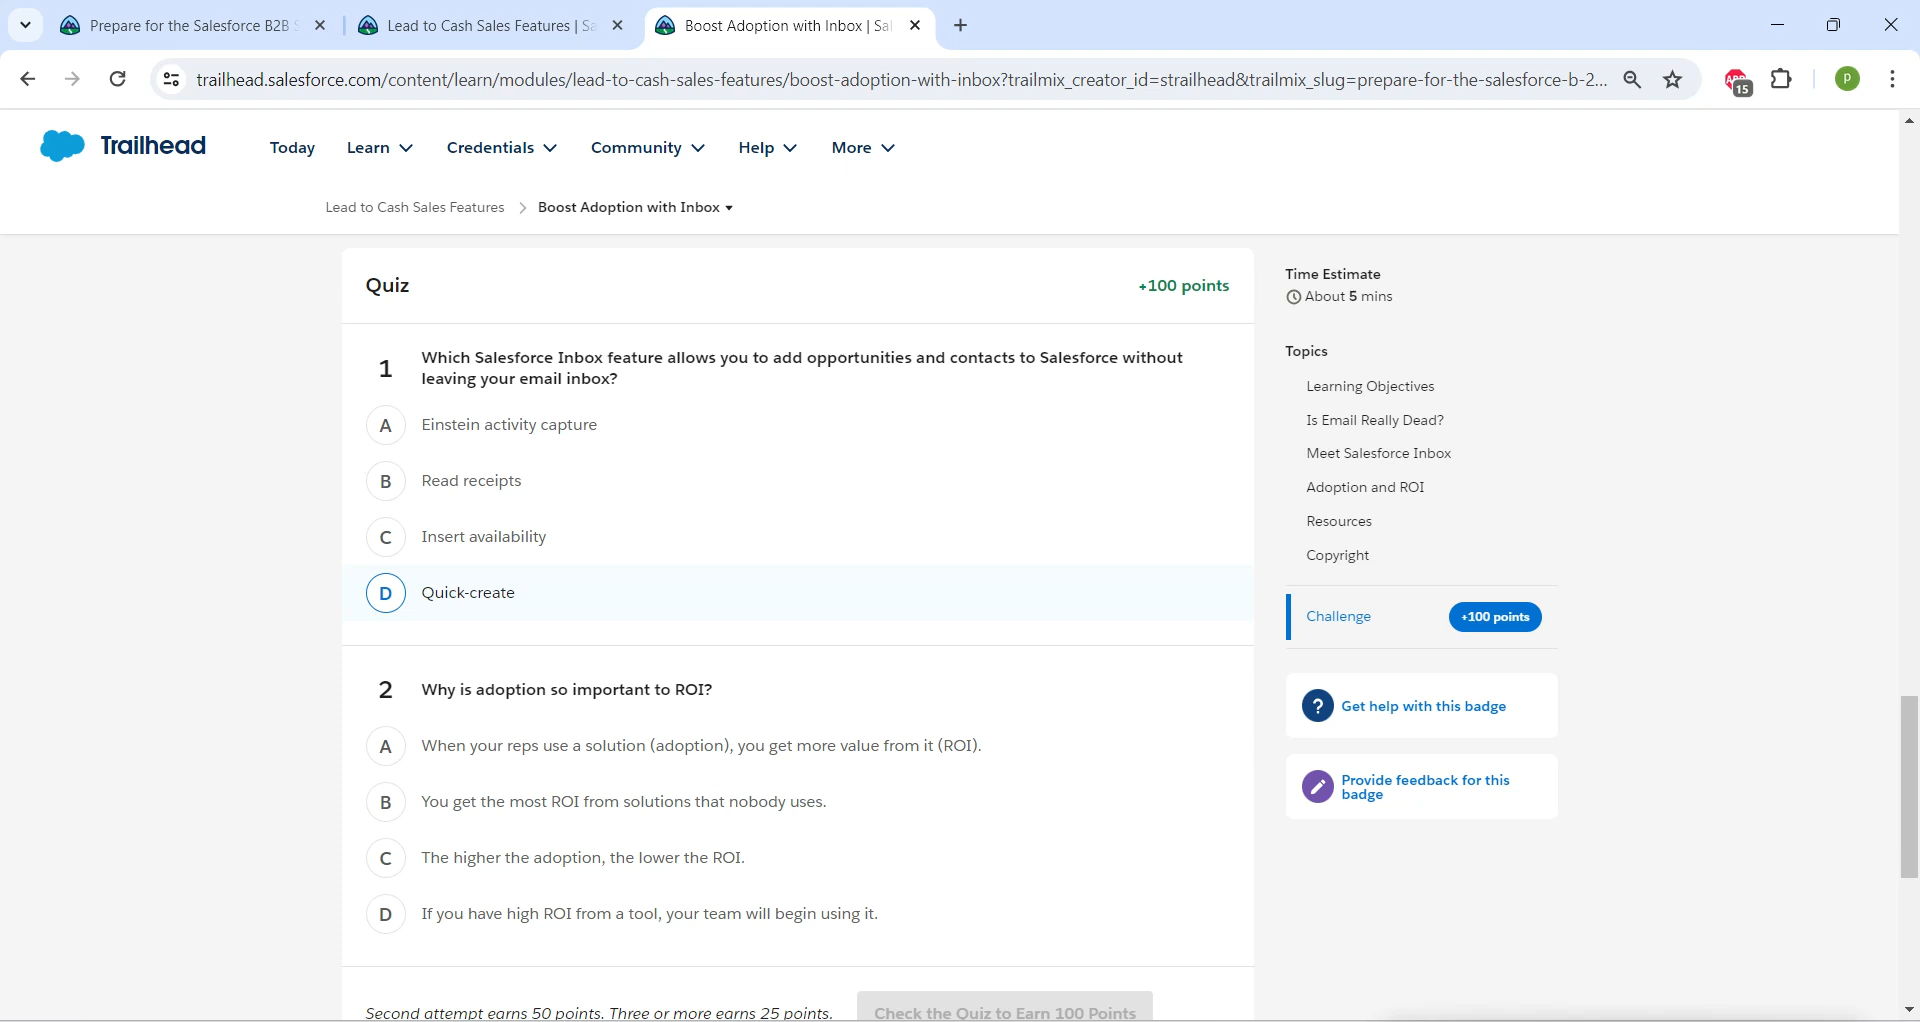 Prepare for the Salesforce B2B S
Lead to Cash Sales Features | Sa
Boost Adoption with Inbox | Sal
trailhead.salesforce.com/content/learn/modules/lead-to-cash-sales-features/boost-adoption-with-inbox?trailmix_creator_id=strailhead&trailmix_slug=prepare-for-the-salesforce-b-2...
ABP
15
P
Trailhead
Today
Learn
Credentials
Community
Help
More
Lead to Cash Sales Features > Boost Adoption with Inbox
Quiz
+100 points
1
Which Salesforce Inbox feature allows you to add opportunities and contacts to Salesforce without
leaving your email inbox?
A Einstein activity capture
B Read receipts
C Insert availability
D Quick-create
2 Why is adoption so important to ROI?
A When your reps use a solution (adoption), you get more value from it (ROI).
B You get the most ROI from solutions that nobody uses.
C The higher the adoption, the lower the ROI.
D If you have high ROI from a tool, your team will begin using it.
Second attempt earns 50 points. Three or more earns 25 points.
Check the Quiz to Earn 100 Points
Time Estimate
About 5 mins
Topics
Learning Objectives
Is Email Really Dead?
Meet Salesforce Inbox
Adoption and ROI
Resources
Copyright
Challenge
+100 points
? Get help with this badge
Provide feedback for this
badge